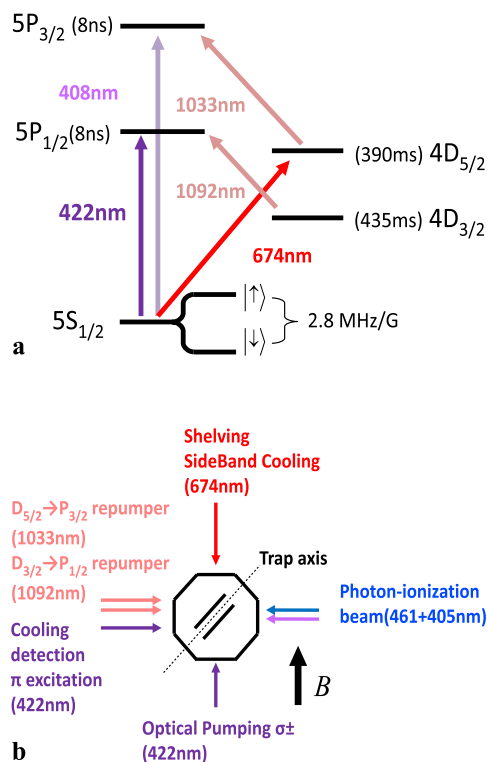 5P3/2 (8ns)
408nm
1033nm
5P1/2(8ns)
(390ms) 4D5/2
1092nm
422nm
(435ms) 4D3/2
674nm
|↑⟩
5S1/2
2.8 MHz/G
|↓⟩
a
Shelving
SideBand Cooling
(674nm)
D5/2→P3/2 repumper
(1033nm)
D3/2→P1/2 repumper
(1092nm)
Trap axis
Photon-ionization
beam(461+405nm)
Cooling
detection
π excitation
(422nm)
B
Optical Pumping σ±
(422nm)
b